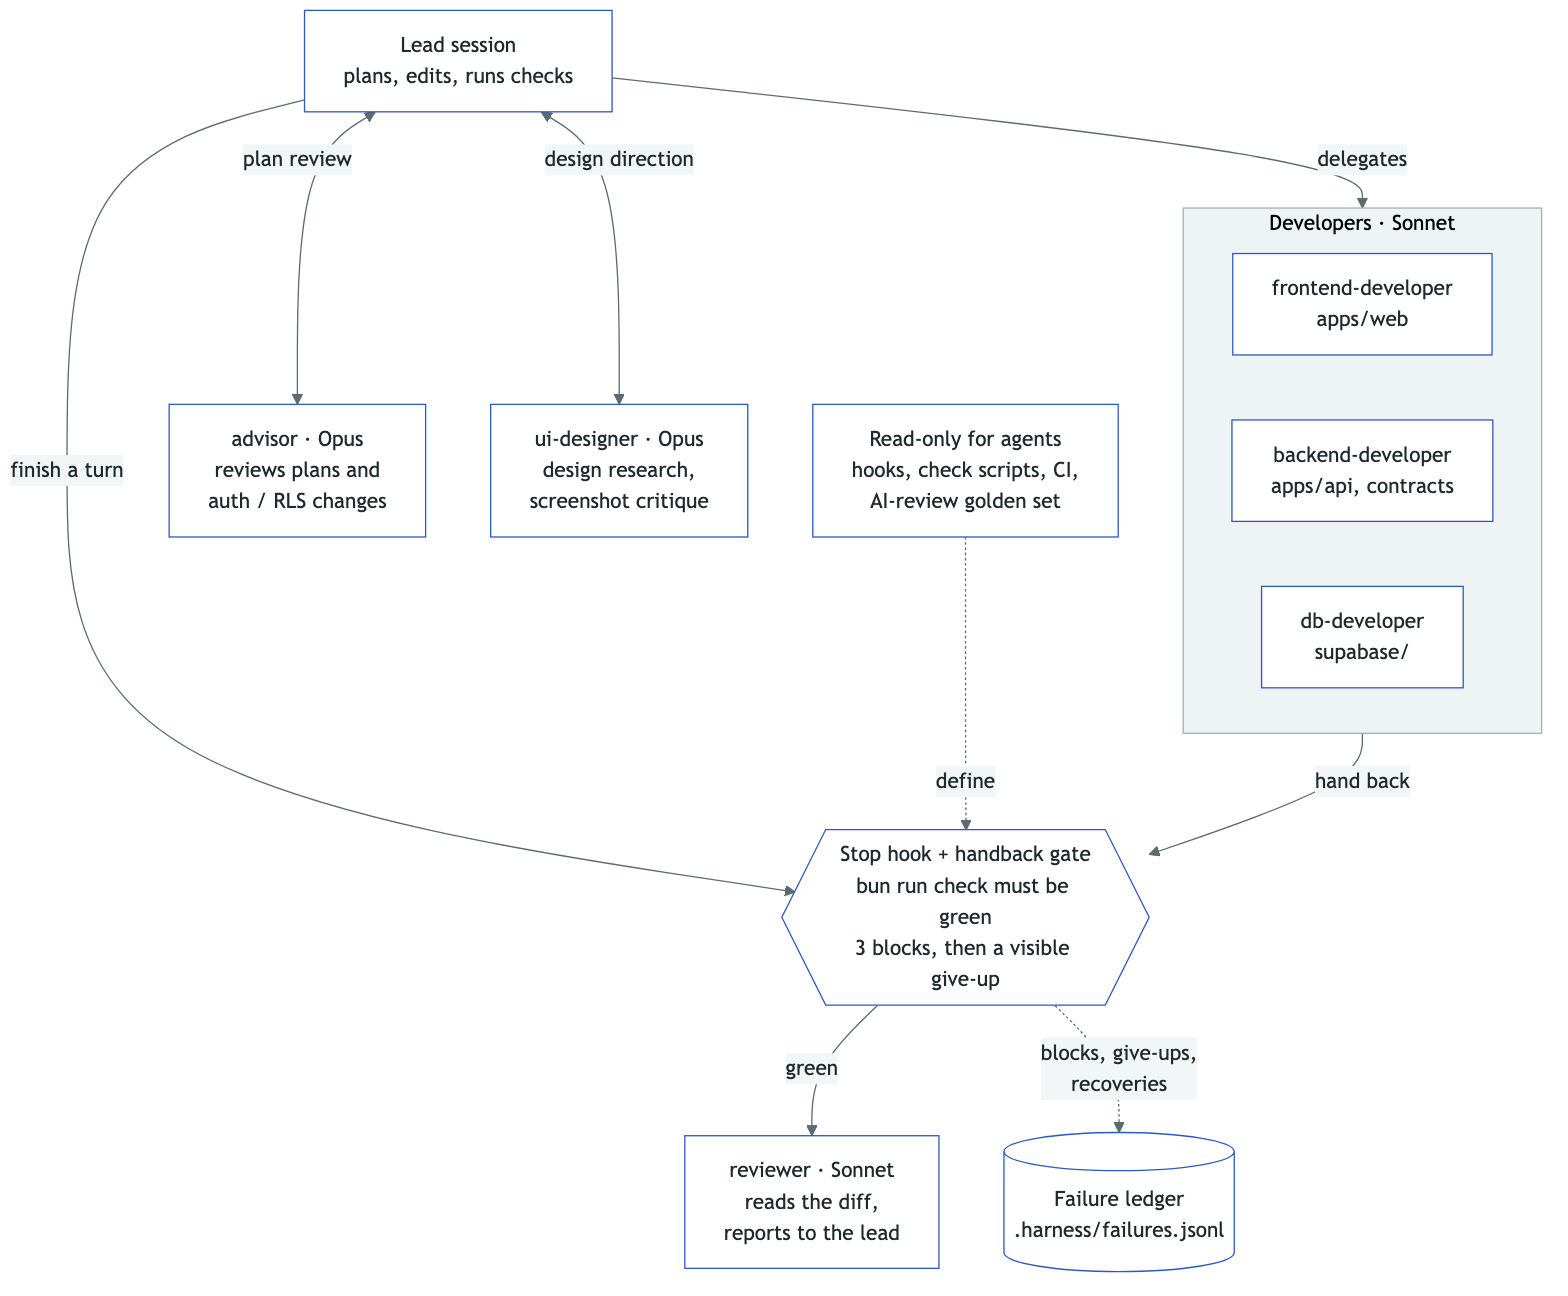 Lead session
plans, edits, runs checks
plan review
design direction
delegates
Developers · Sonnet
frontend-developer
apps/web
finish a turn
advisor · Opus
reviews plans and
auth / RLS changes
ui-designer · Opus
design research,
screenshot critique
Read-only for agents
hooks, check scripts, CI,
AI-review golden set
backend-developer
apps/api, contracts
db-developer
supabase/
define
hand back
Stop hook + handback gate
bun run check must be
green
3 blocks, then a visible
give-up
green
blocks, give-ups,
recoveries
reviewer · Sonnet
reads the diff,
reports to the lead
Failure ledger
.harness/failures.jsonl